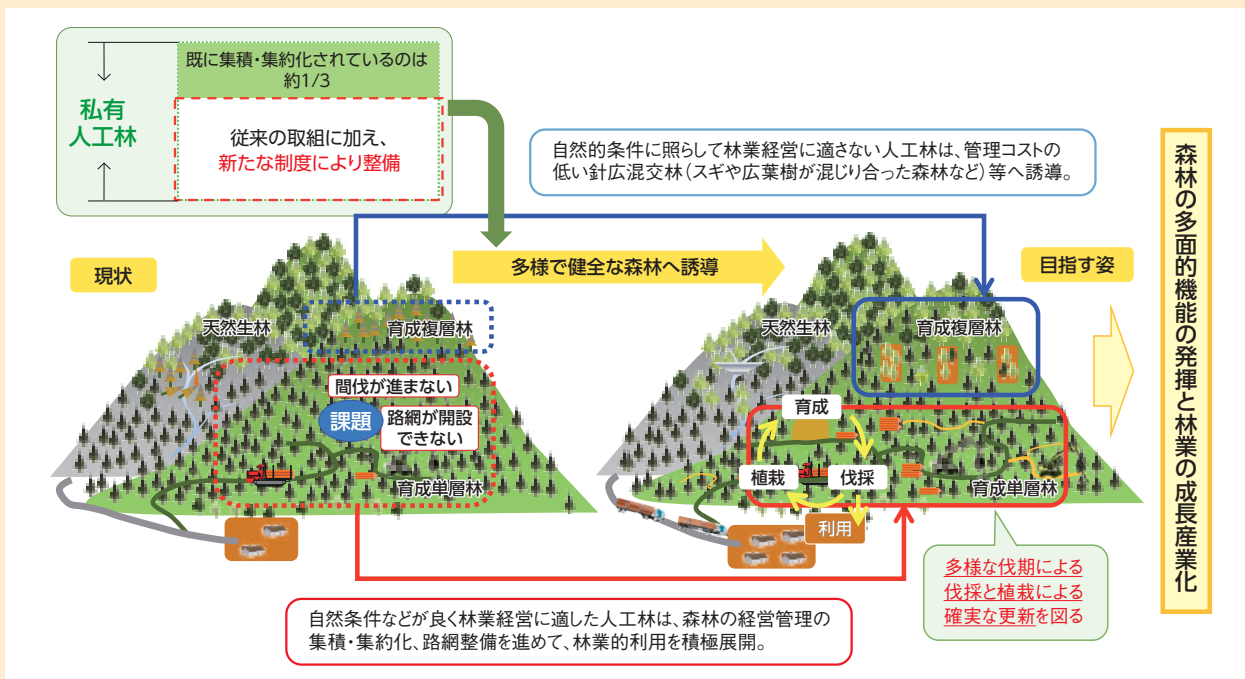 既に集積・集約化されているのは
約1/3
私有
人工林
従来の取組に加え、
新たな制度により整備
自然的条件に照らして林業経営に適さない人工林は、管理コストの
低い針広混交林(スギや広葉樹が混じり合った森林など)等へ誘導。
現状
多様で健全な森林へ誘導
目指す姿
天然生林
育成複層林
間伐が進まない
課題
路網が開設
できない
育成単層林
天然生林
育成複層林
育成
植栽
伐採
利用
育成単層林
多様な伐期による
伐採と植栽による
確実な更新を図る
自然条件などが良く林業経営に適した人工林は、森林の経営管理の
集積・集約化、路網整備を進めて、林業的利用を積極展開。
森林の多面的機能の発揮と林業の成長産業化